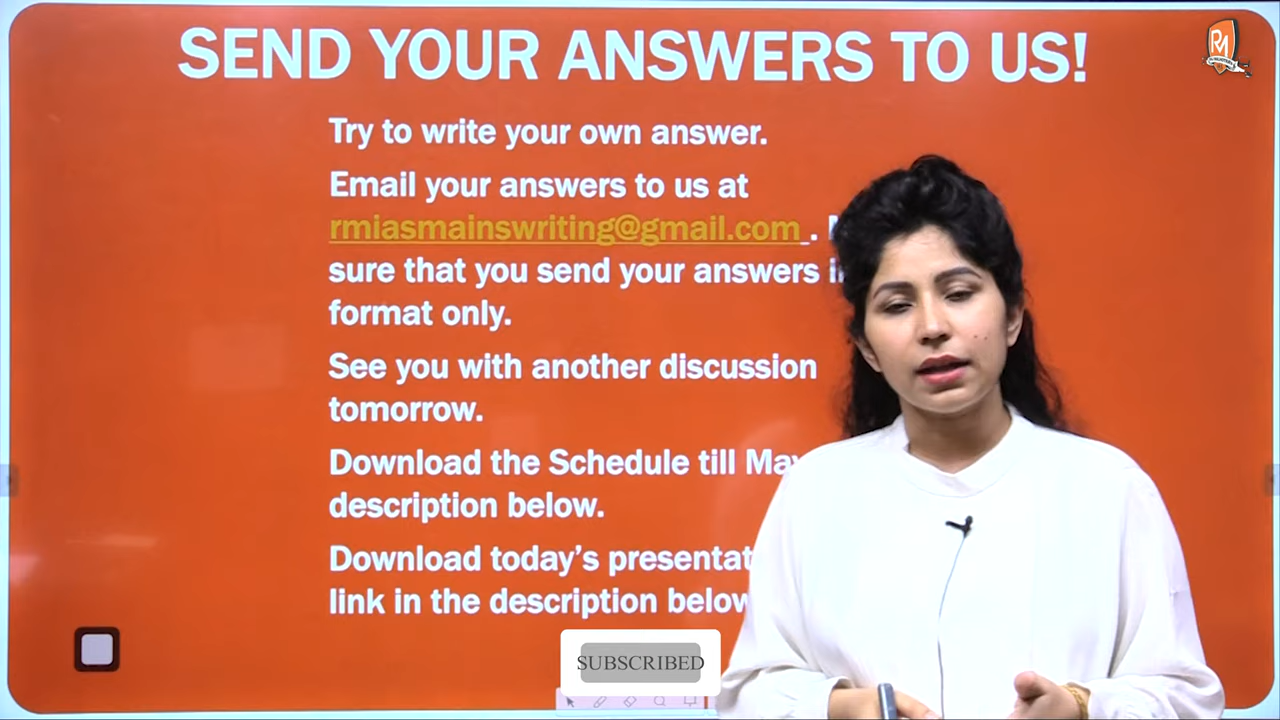 SEND YOUR ANSWERS TO US!
RM
Try to write your own answer.
Email your answers to us at
rmiasmainswriting@gmail.com .
sure that you send your answers
format only.
See you with another discussion
tomorrow.
Download the Schedule till May
description below.
Download today's
link in the description below
SUBSCRIBED